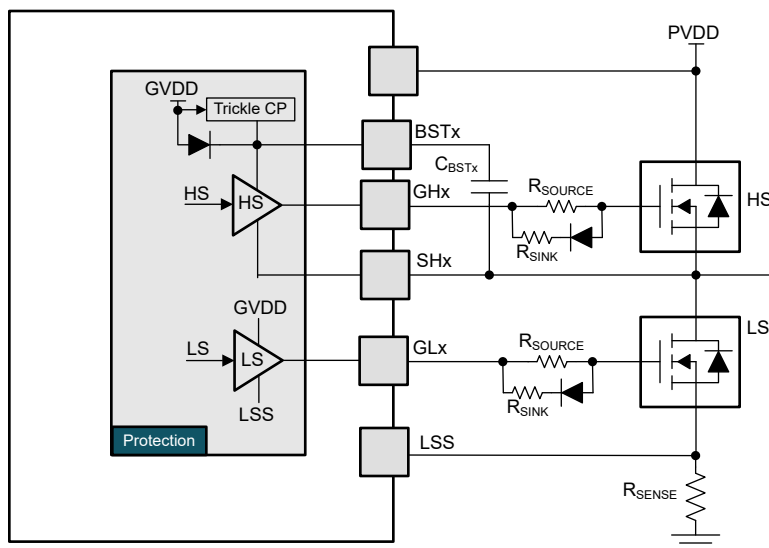 PVDD
GVDD
Trickle CP
BSTx
CBSTx
HS
HS
GHx
RSOURCE
RSINK
HS
SHx
GVDD
LS
LS
GLx
RSOURCE
RSINK
LS
LSS
Protection
LSS
RSENSE